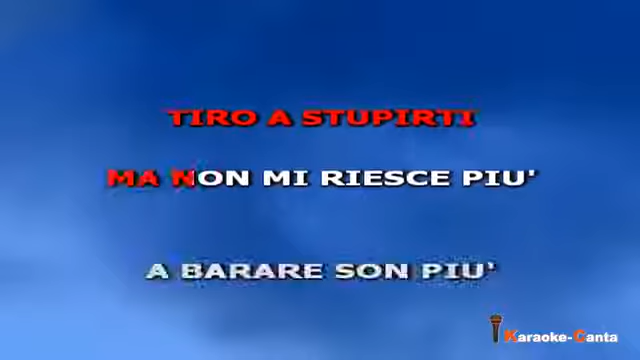 TIRO A STUPIRTI
MA NON MI RIESCE PIU'
A BARARE SON PIU'
Karaoke-Canta